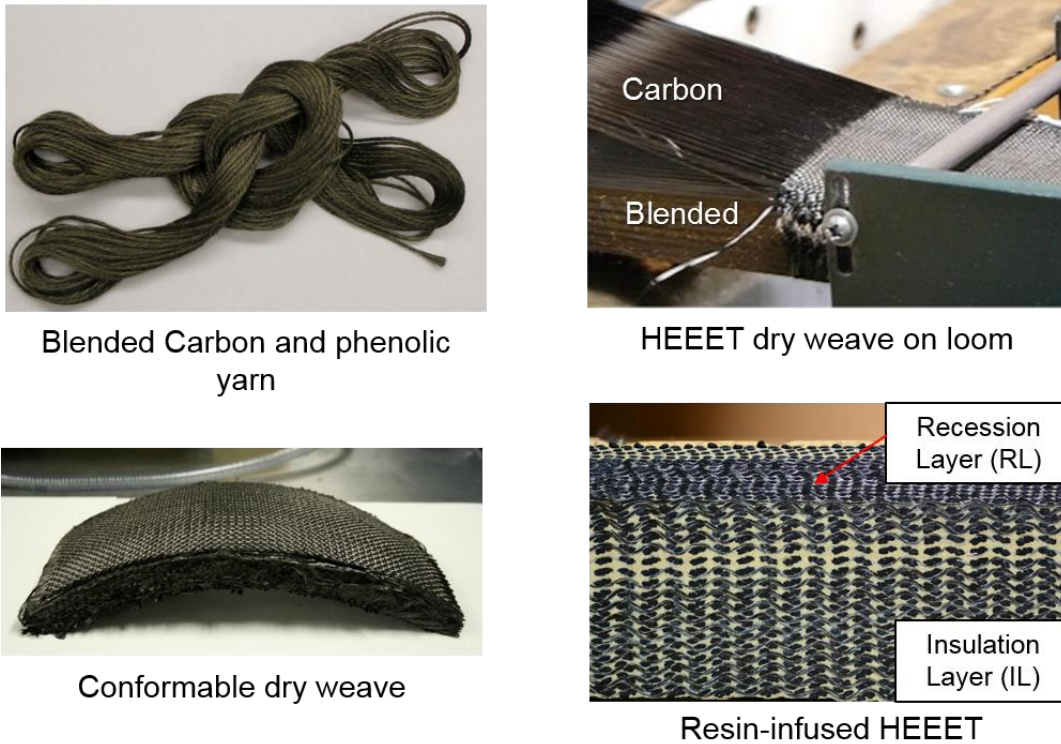 Carbon
Blended
Blended Carbon and phenolic
yarn
HEEET dry weave on loom
Recession
Layer (RL)
Insulation
Layer (IL)
Conformable dry weave
Resin-infused HEEET